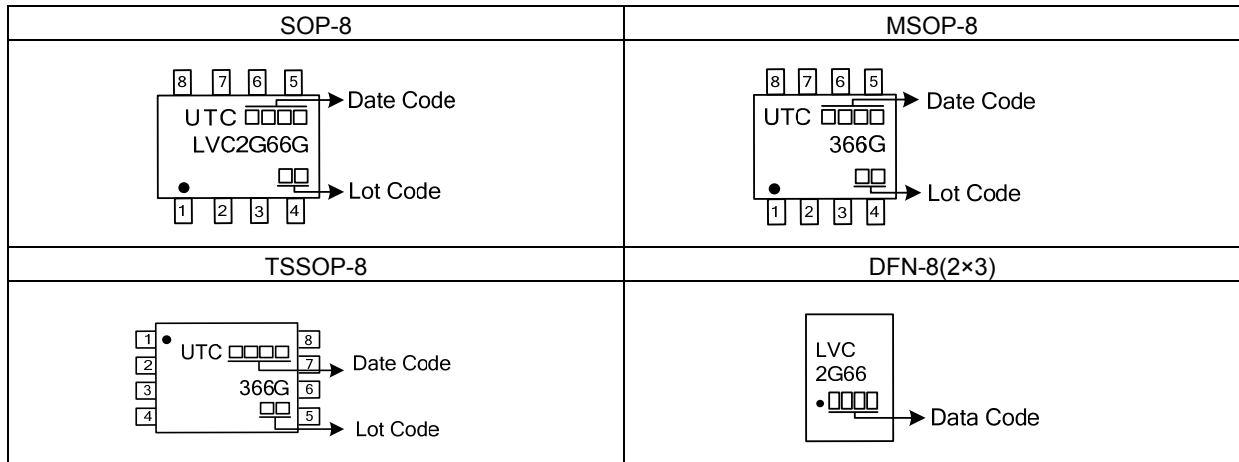 SOP-8
MSOP-8
8 7 6 5
UTC □□□□ Date Code
LVC2G66G
□□ Lot Code
1 2 3 4
8 7 6 5
UTC □□□□ Date Code
366G
□□ Lot Code
1 2 3 4
TSSOP-8
DFN-8(2×3)
1 8
UTC □□□□ Date Code
2 7
3 366G 6
4 5
□□ Lot Code
LVC
2G66
□□□□ Data Code